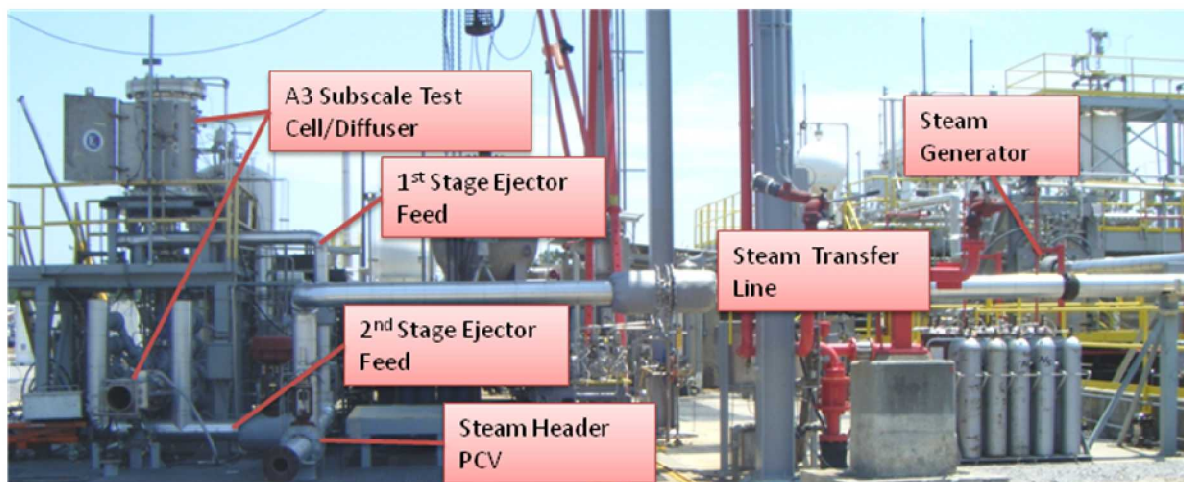 A3 Subscale Test
Cell/Diffuser
1st Stage Ejector
Feed
2nd Stage Ejector
Feed
Steam Header
PCV
Steam Transfer
Line
Steam
Generator